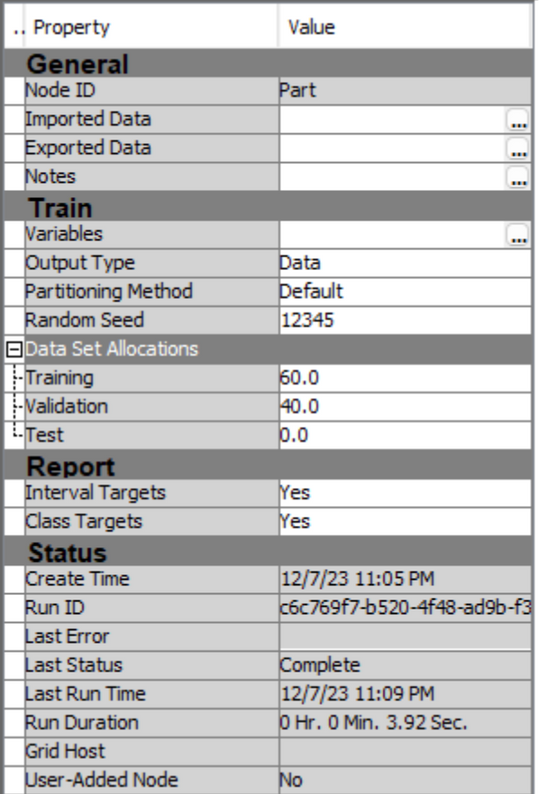 .. Property Value
General
Node ID Part
Imported Data ...
Exported Data ...
Notes ...
Train
Variables ...
Output Type Data
Partitioning Method Default
Random Seed 12345
Data Set Allocations
Training 60.0
Validation 40.0
Test 0.0
Report
Interval Targets Yes
Class Targets Yes
Status
Create Time 12/7/23 11:05 PM
Run ID c6c769f7-b520-4f48-ad9b-f3
Last Error
Last Status Complete
Last Run Time 12/7/23 11:09 PM
Run Duration 0 Hr. 0 Min. 3.92 Sec.
Grid Host
User-Added Node No